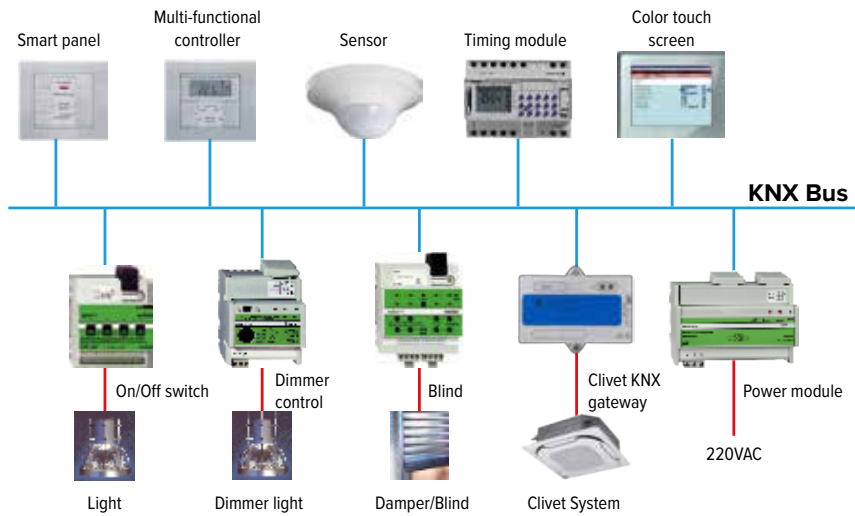 Smart panel
Multi-functional
controller
Sensor
Timing module
Color touch
screen
KNX Bus
On/Off switch
Dimmer
control
Blind
Clivet KNX
gateway
Power module
Light
Dimmer light
Damper/Blind
Clivet System
220VAC